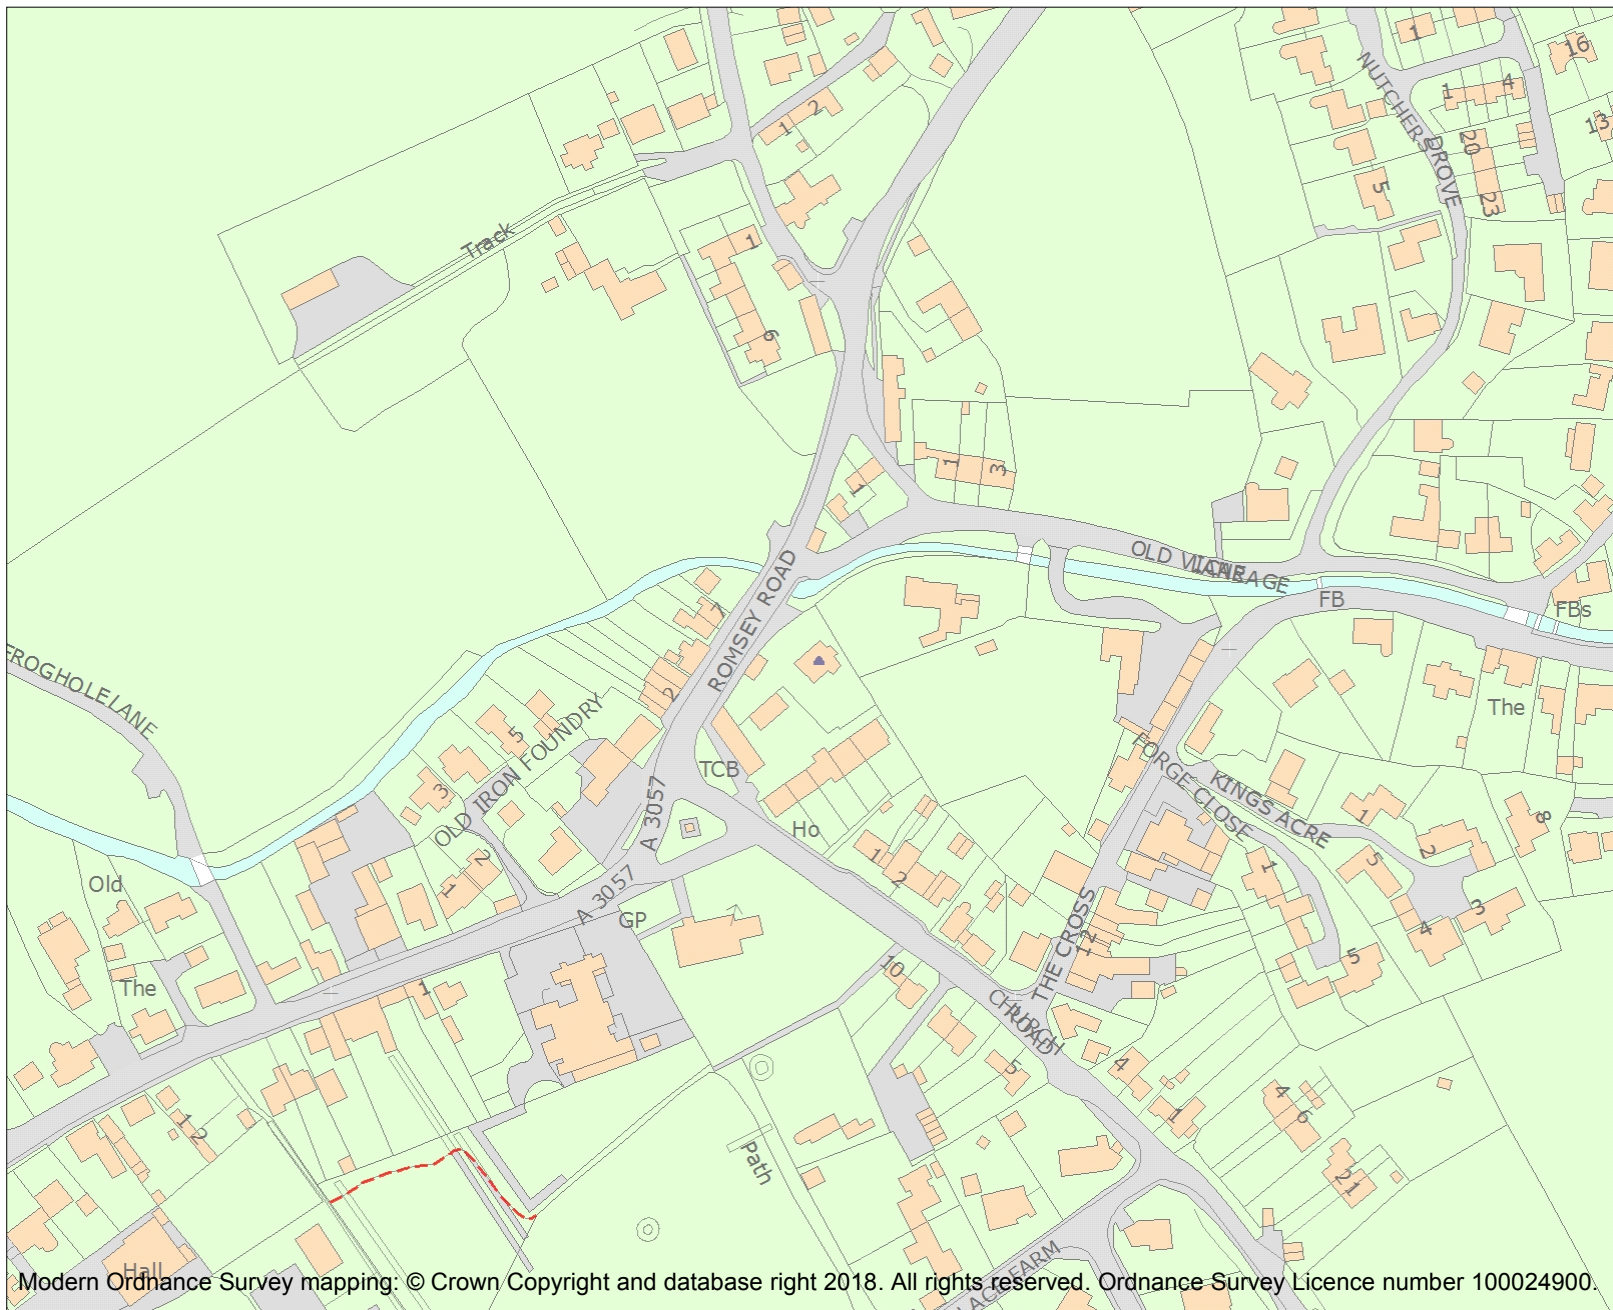 1
16
NUTCHERS DROVE
1
4
1
2
13
20
5
23
Track
1
6
1
3
1
ROMSEY ROAD
OLD VICARAGE
LANE
FB
FBs
7
FROGHOLE LANE
2
The
5
OLD IRON FOUNDRY
TCB
FORGE CLOSE
KINGS ACRE
3
A 3057
Ho
1
8
2
1
2
5
1
Old
1
2
A 3057
GP
THE CROSS
12
3
4
5
10
The
1
CHURCH
ROAD
4
5
1
4
6
1 2
Path
21
Hall
PLACE FARM
Modern Ordnance Survey mapping: © Crown Copyright and database right 2018. All rights reserved. Ordnance Survey Licence number 100024900.